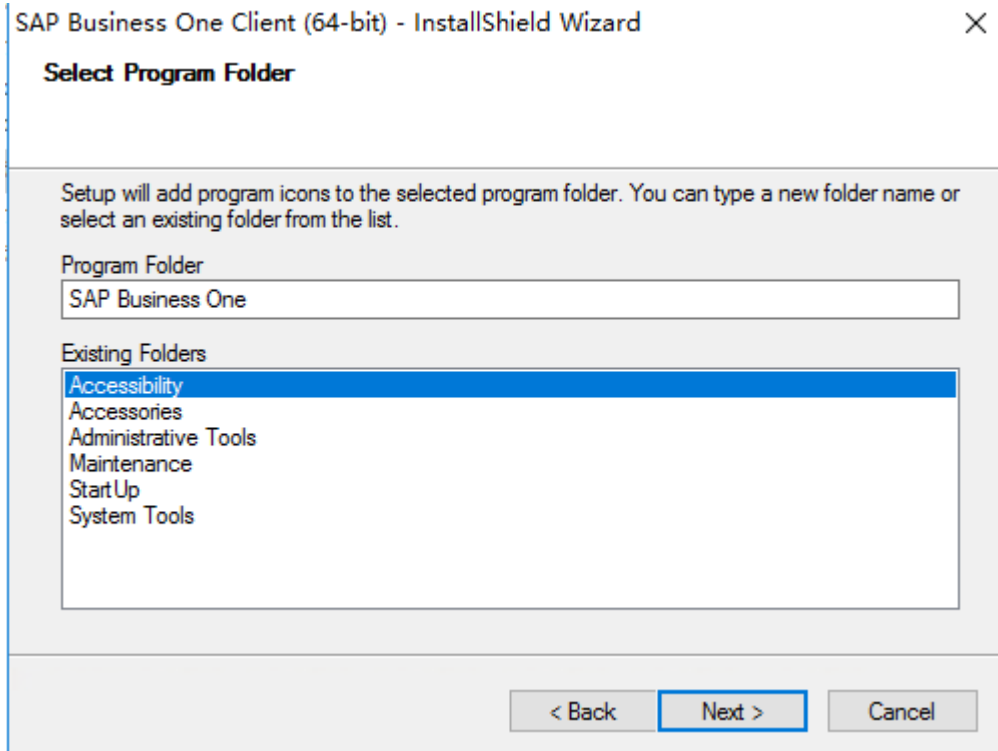 SAP Business One Client (64-bit) - InstallShield Wizard
Select Program Folder
Setup will add program icons to the selected program folder. You can type a new folder name or
select an existing folder from the list.
Program Folder
SAP Business One
Existing Folders
Accessibility
Accessories
Administrative Tools
Maintenance
StartUp
System Tools
< Back
Next >
Cancel